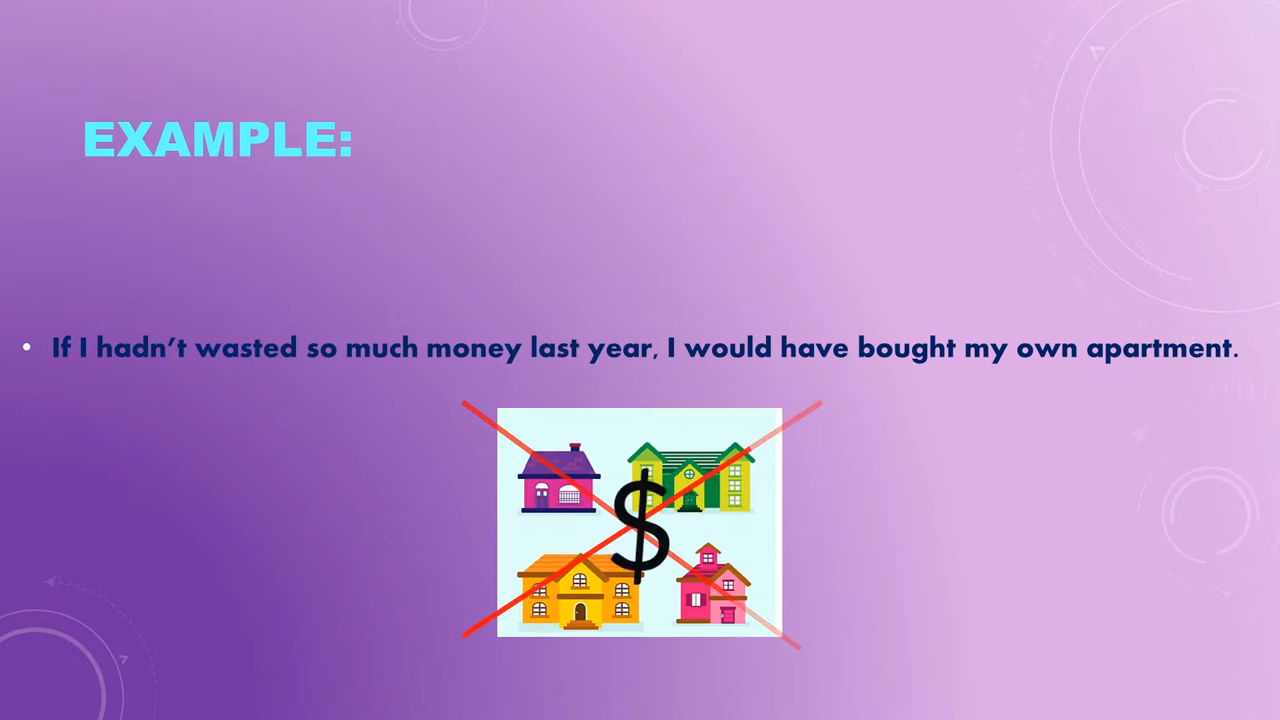 EXAMPLE:
• If I hadn’t wasted so much money last year, I would have bought my own apartment.
$